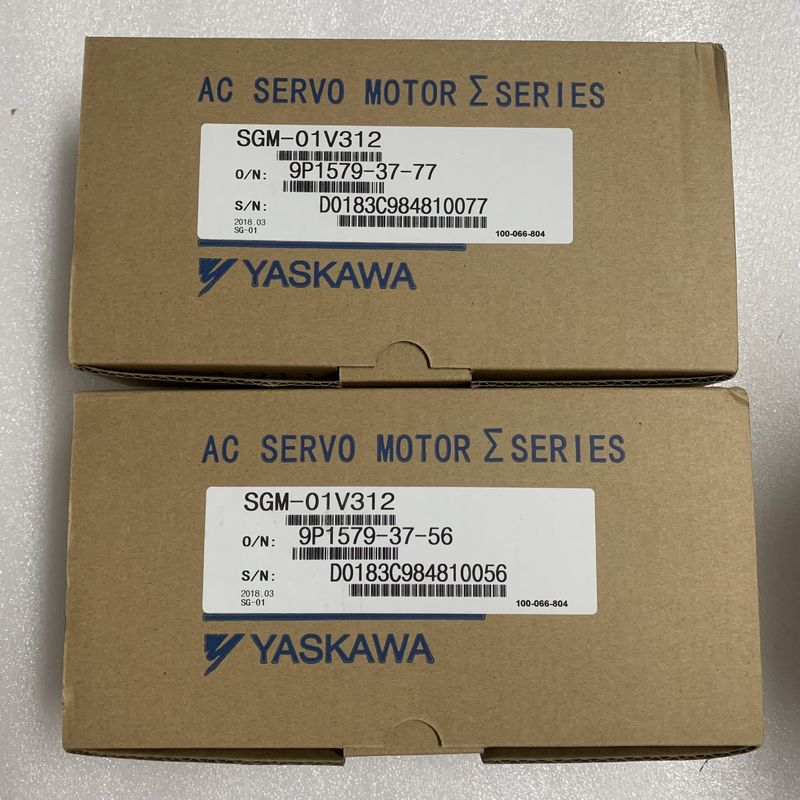 AC SERVO MOTOR Σ SERIES
SGM-01V312
O/N: 9P1579-37-77
S/N: D0183C984810077
2018.03
SG-01
100-066-804
YASKAWA
AC SERVO MOTOR Σ SERIES
SGM-01V312
O/N: 9P1579-37-56
S/N: D0183C984810056
2018.03
SG-01
100-066-804
YASKAWA